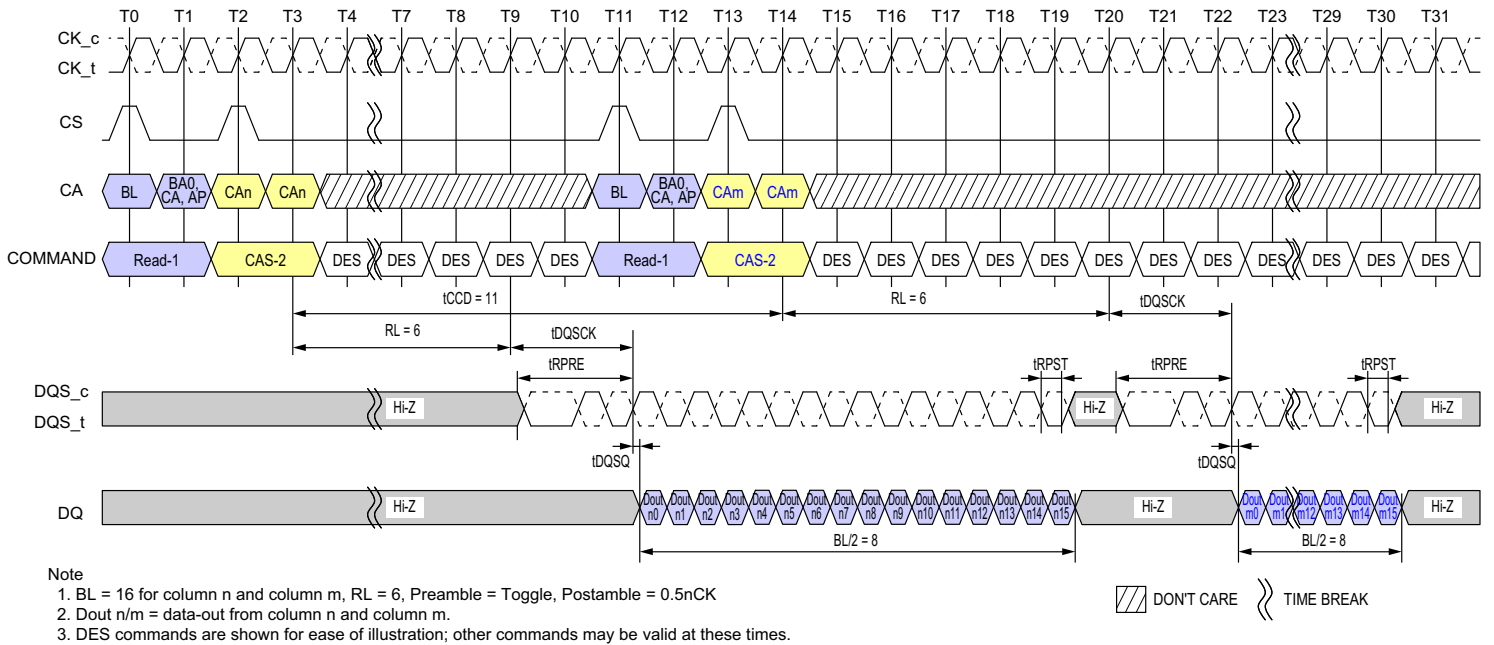 T0 T1 T2 T3 T4 T7 T8 T9 T10 T11 T12 T13 T14 T15 T16 T17 T18 T19 T20 T21 T22 T23 T29 T30 T31
CK_c
CK_t
CS
CA BL BA0, CA, AP CAn CAn BL BA0, CA, AP CAm CAm
COMMAND Read-1 CAS-2 DES DES DES DES DES Read-1 CAS-2 DES DES DES DES DES DES DES DES DES DES DES DES
tCCD = 11 RL = 6 tDQSCK
RL = 6 tDQSCK
tRPRE tRPST tRPRE tRPST
DQS_c
DQS_t
Hi-Z Hi-Z Hi-Z
tDQSQ tDQSQ
DQ Hi-Z Dout n0 Dout n1 Dout n2 Dout n3 Dout n4 Dout n5 Dout n6 Dout n7 Dout n8 Dout n9 Dout n10 Dout n11 Dout n12 Dout n13 Dout n14 Dout n15 Hi-Z Dout m0 Dout m1 Dout m12 Dout m13 Dout m14 Dout m15 Hi-Z
BL/2 = 8 BL/2 = 8
Note
1. BL = 16 for column n and column m, RL = 6, Preamble = Toggle, Postamble = 0.5nCK
2. Dout n/m = data-out from column n and column m.
3. DES commands are shown for ease of illustration; other commands may be valid at these times.
DON'T CARE TIME BREAK